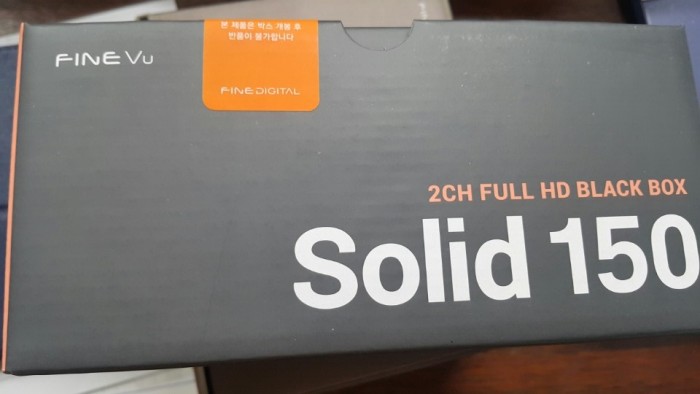 본 제품은 박스 개봉 후
반품이 불가합니다
FINE VU
FINEDIGITAL
2CH FULL HD BLACK BOX
Solid 150